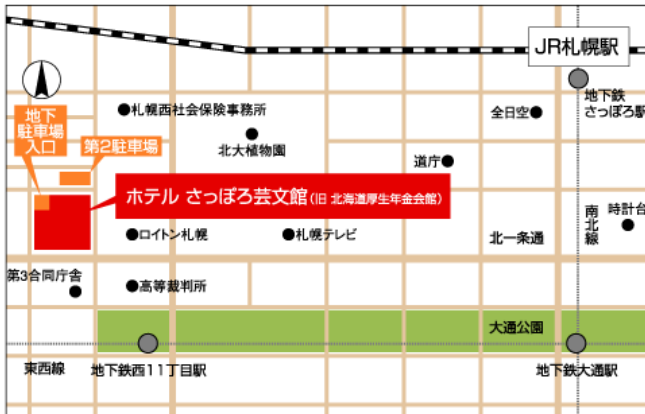 JR札幌駅
地下鉄
さっぽろ駅
地下
駐車場
入口
●札幌西社会保険事務所
全日空●
北大植物園
第2駐車場
道庁●
ホテル さっぽろ芸文館(旧 北海道厚生年金会館)
南北線
時計台
●ロイトン札幌
●札幌テレビ
北一条通
第3合同庁舎
●高等裁判所
大通公園
東西線
地下鉄西11丁目駅
地下鉄大通駅